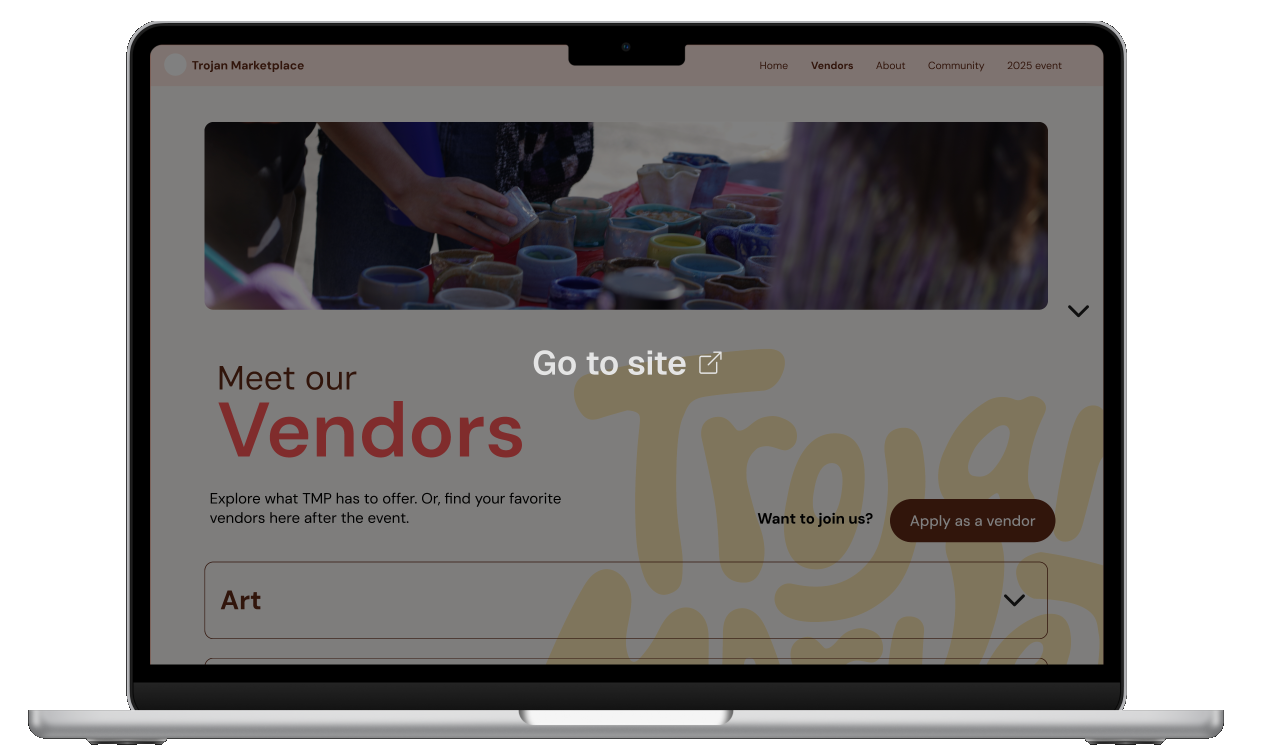 Trojan Marketplace
Home
Vendors
About
Community
2025 event
Go to site
Meet our
Vendors
Explore what TMP has to offer. Or, find your favorite
vendors here after the event.
Want to join us?
Apply as a vendor
Trojan
Art